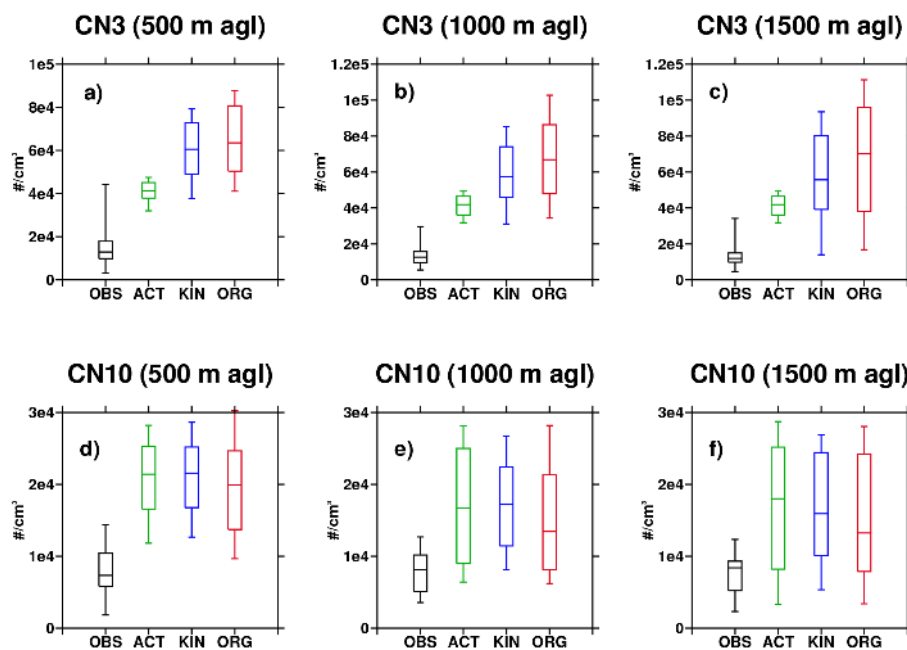 CN3 (500 m agl)
CN3 (1000 m agl)
CN3 (1500 m agl)
1e5
8e4
6e4
4e4
2e4
0
#/cm³
a)
OBS ACT KIN ORG
1.2e5
1e5
8e4
6e4
4e4
2e4
0
#/cm³
b)
OBS ACT KIN ORG
1.2e5
1e5
8e4
6e4
4e4
2e4
0
#/cm³
c)
OBS ACT KIN ORG
CN10 (500 m agl)
CN10 (1000 m agl)
CN10 (1500 m agl)
3e4
2e4
1e4
0
#/cm³
d)
OBS ACT KIN ORG
3e4
2e4
1e4
0
#/cm³
e)
OBS ACT KIN ORG
3e4
2e4
1e4
0
#/cm³
f)
OBS ACT KIN ORG